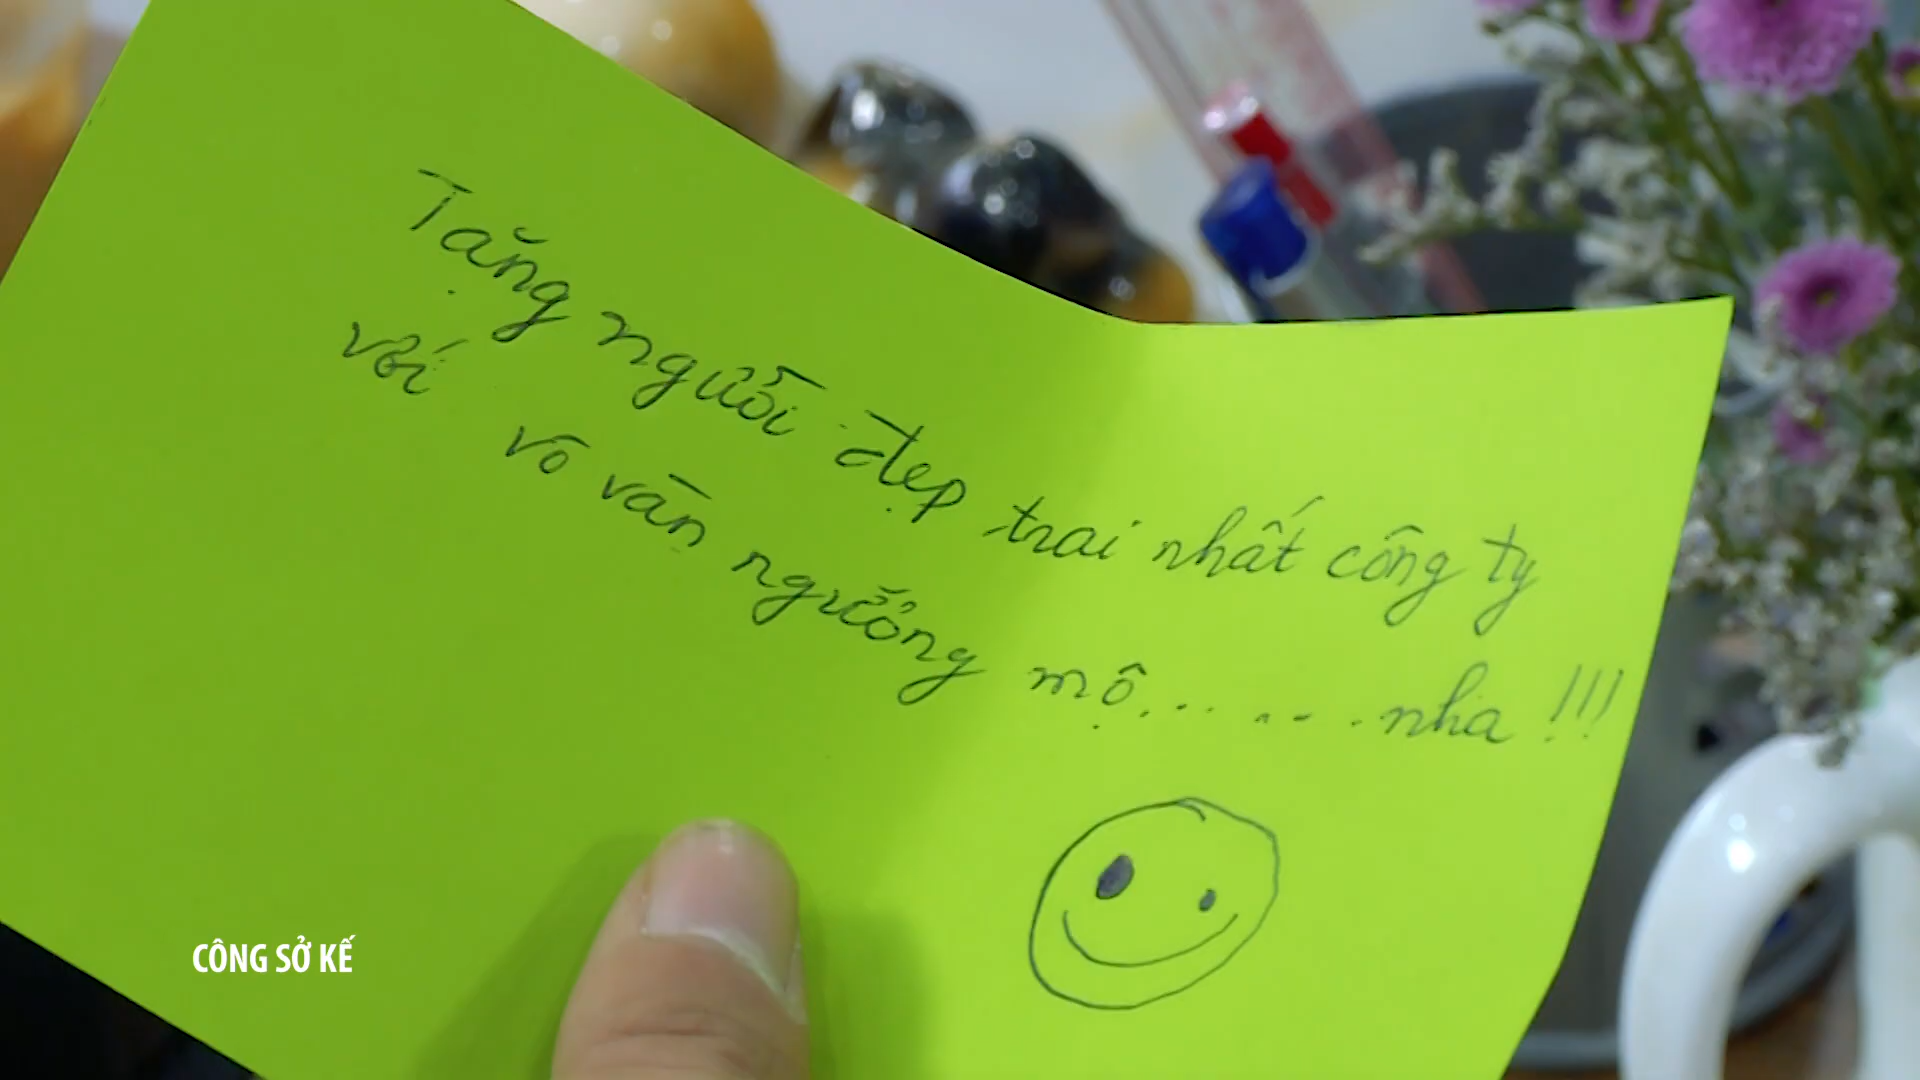 Tặng người đẹp trai nhất công ty
với vô vàn ngưỡng mộ........nha !!!
CÔNG SỞ KẾ